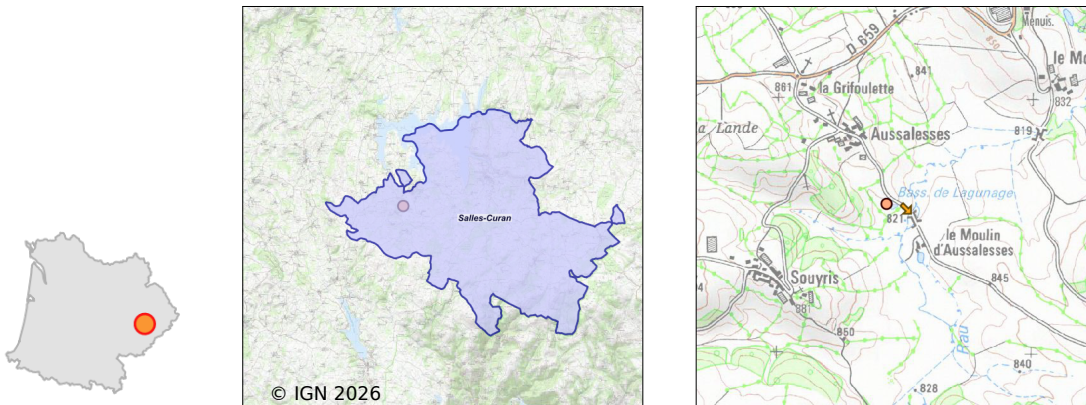 Salles-Curan
© IGN 2026
Menuis.
D 659
850
841
861
la Grifoulette
le Mo
832
a Lande
Aussalesses
819
Bass. de Lagunage
821
le Moulin
d'Aussalesses
Souyris
845
881
850
Rau
840
828